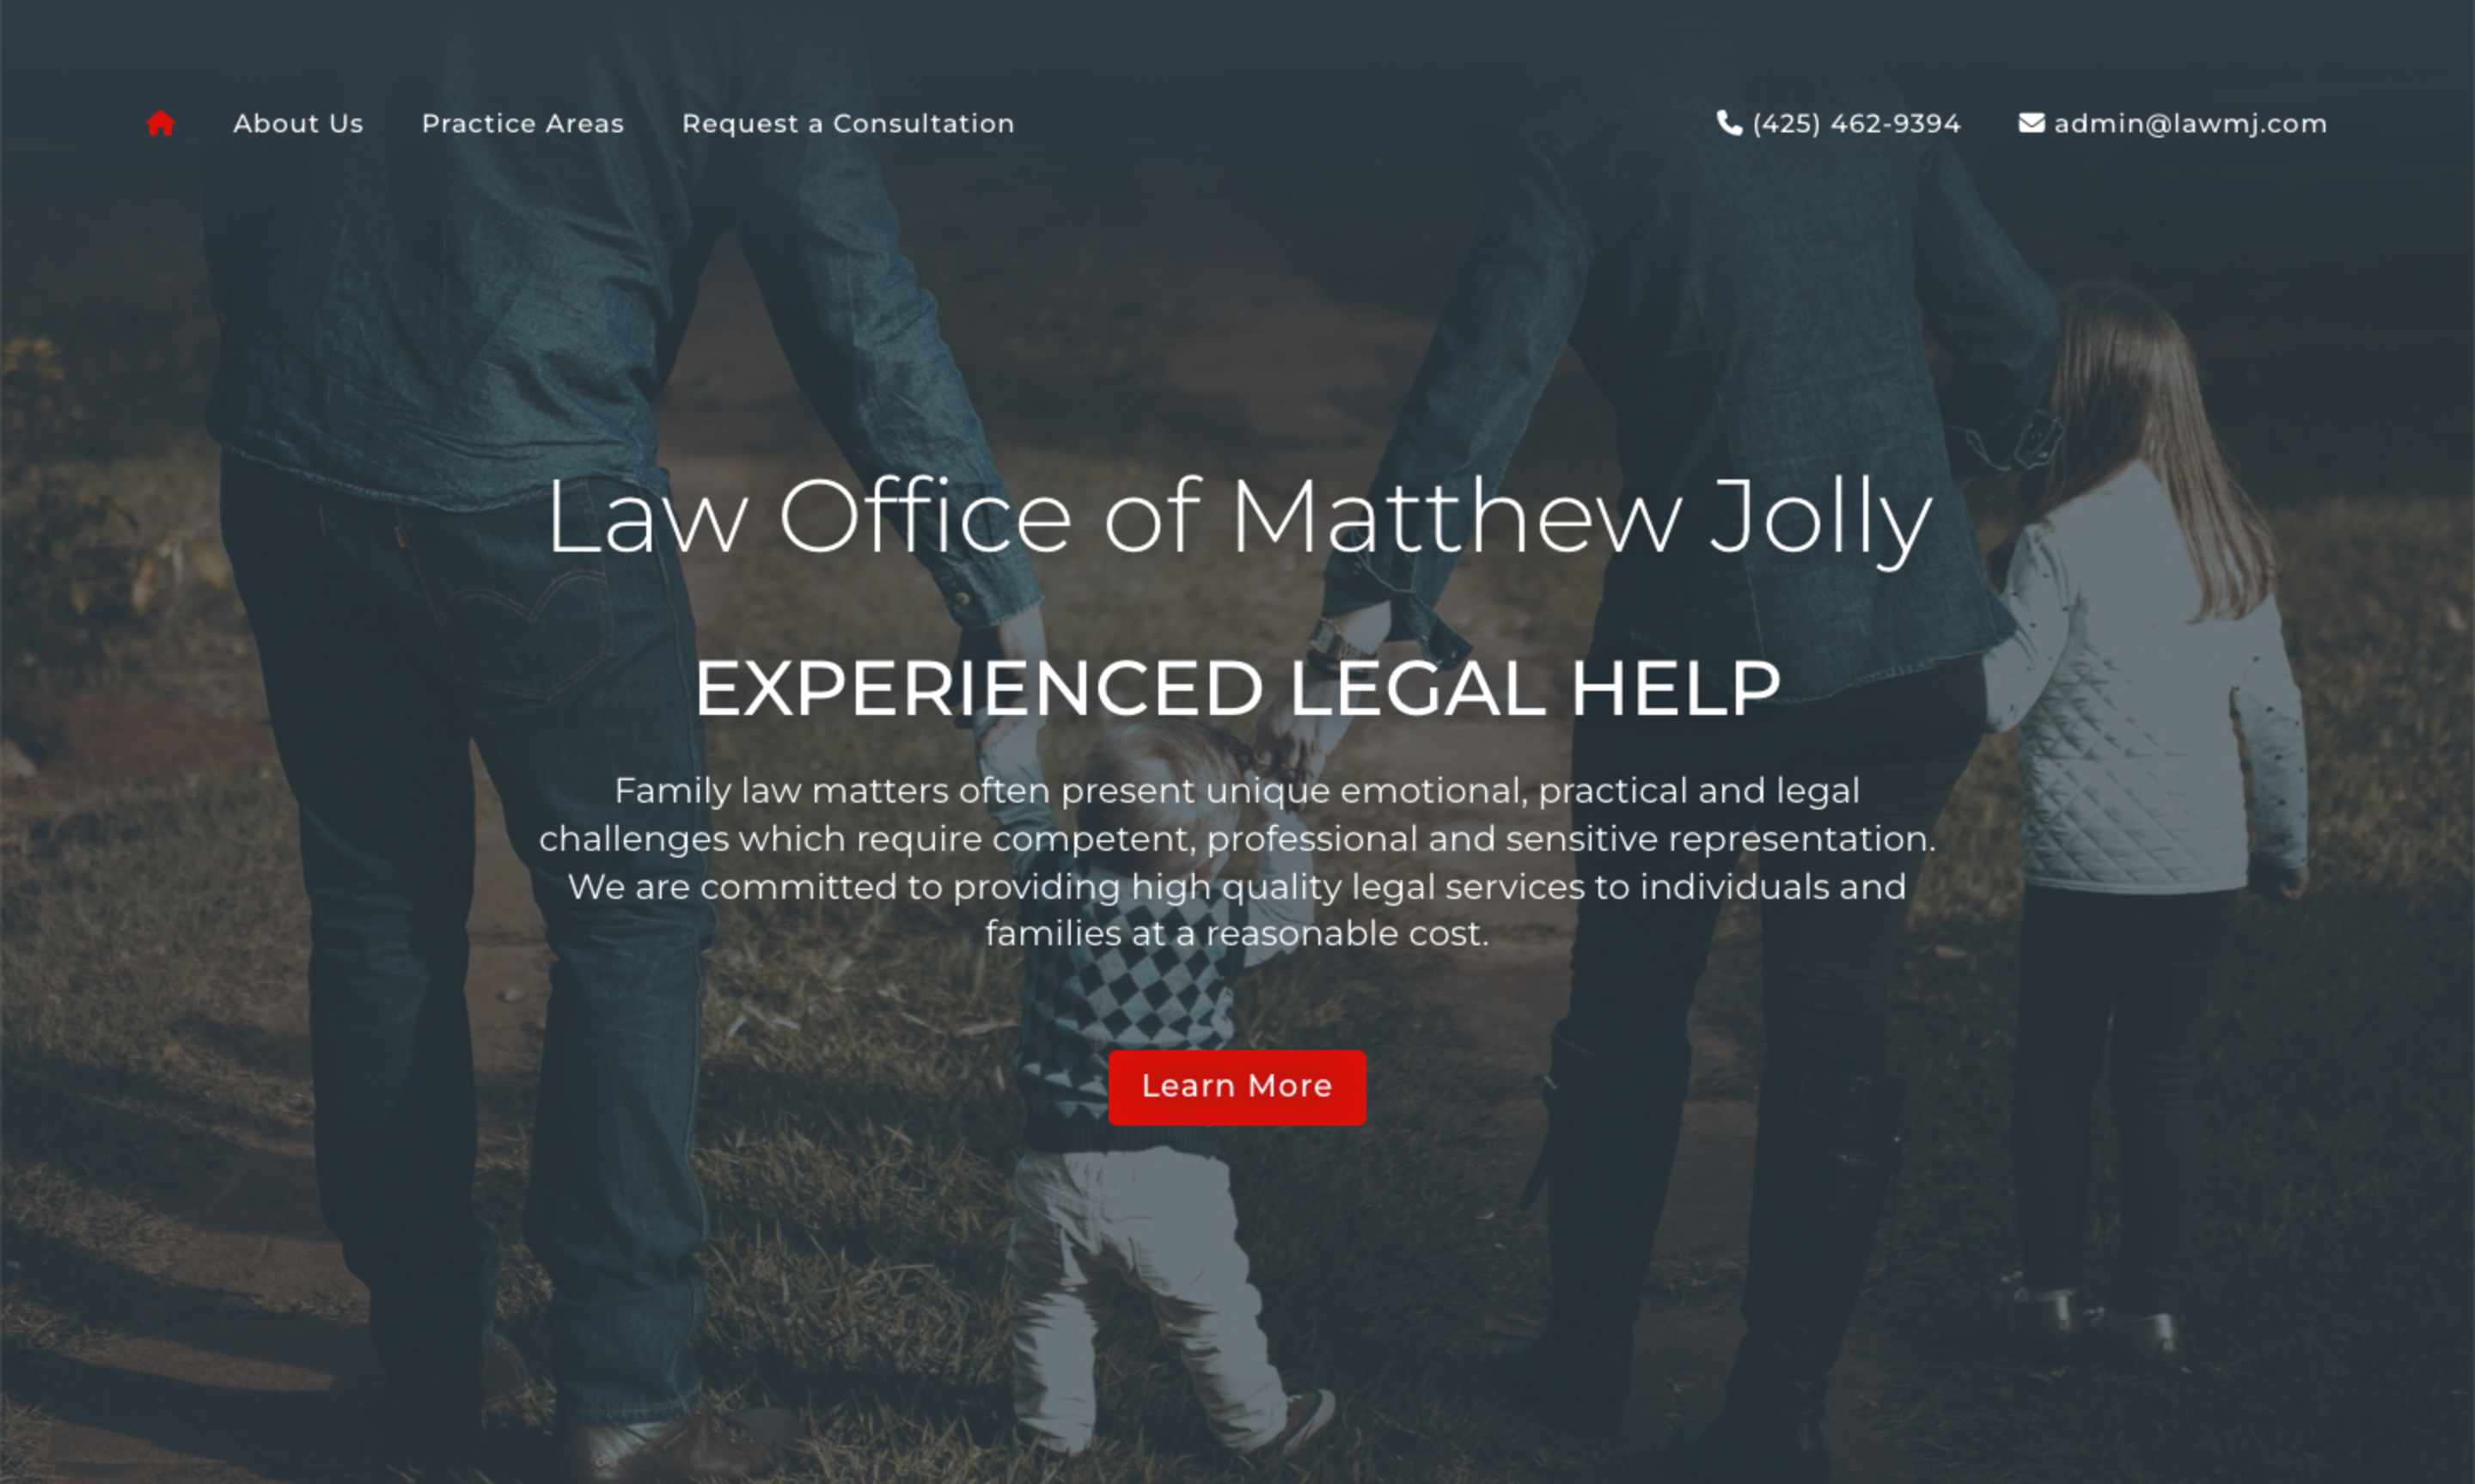 About Us
Practice Areas
Request a Consultation
(425) 462-9394
admin@lawmj.com
Law Office of Matthew Jolly
EXPERIENCED LEGAL HELP
Family law matters often present unique emotional, practical and legal
challenges which require competent, professional and sensitive representation.
We are committed to providing high quality legal services to individuals and
families at a reasonable cost.
Learn More